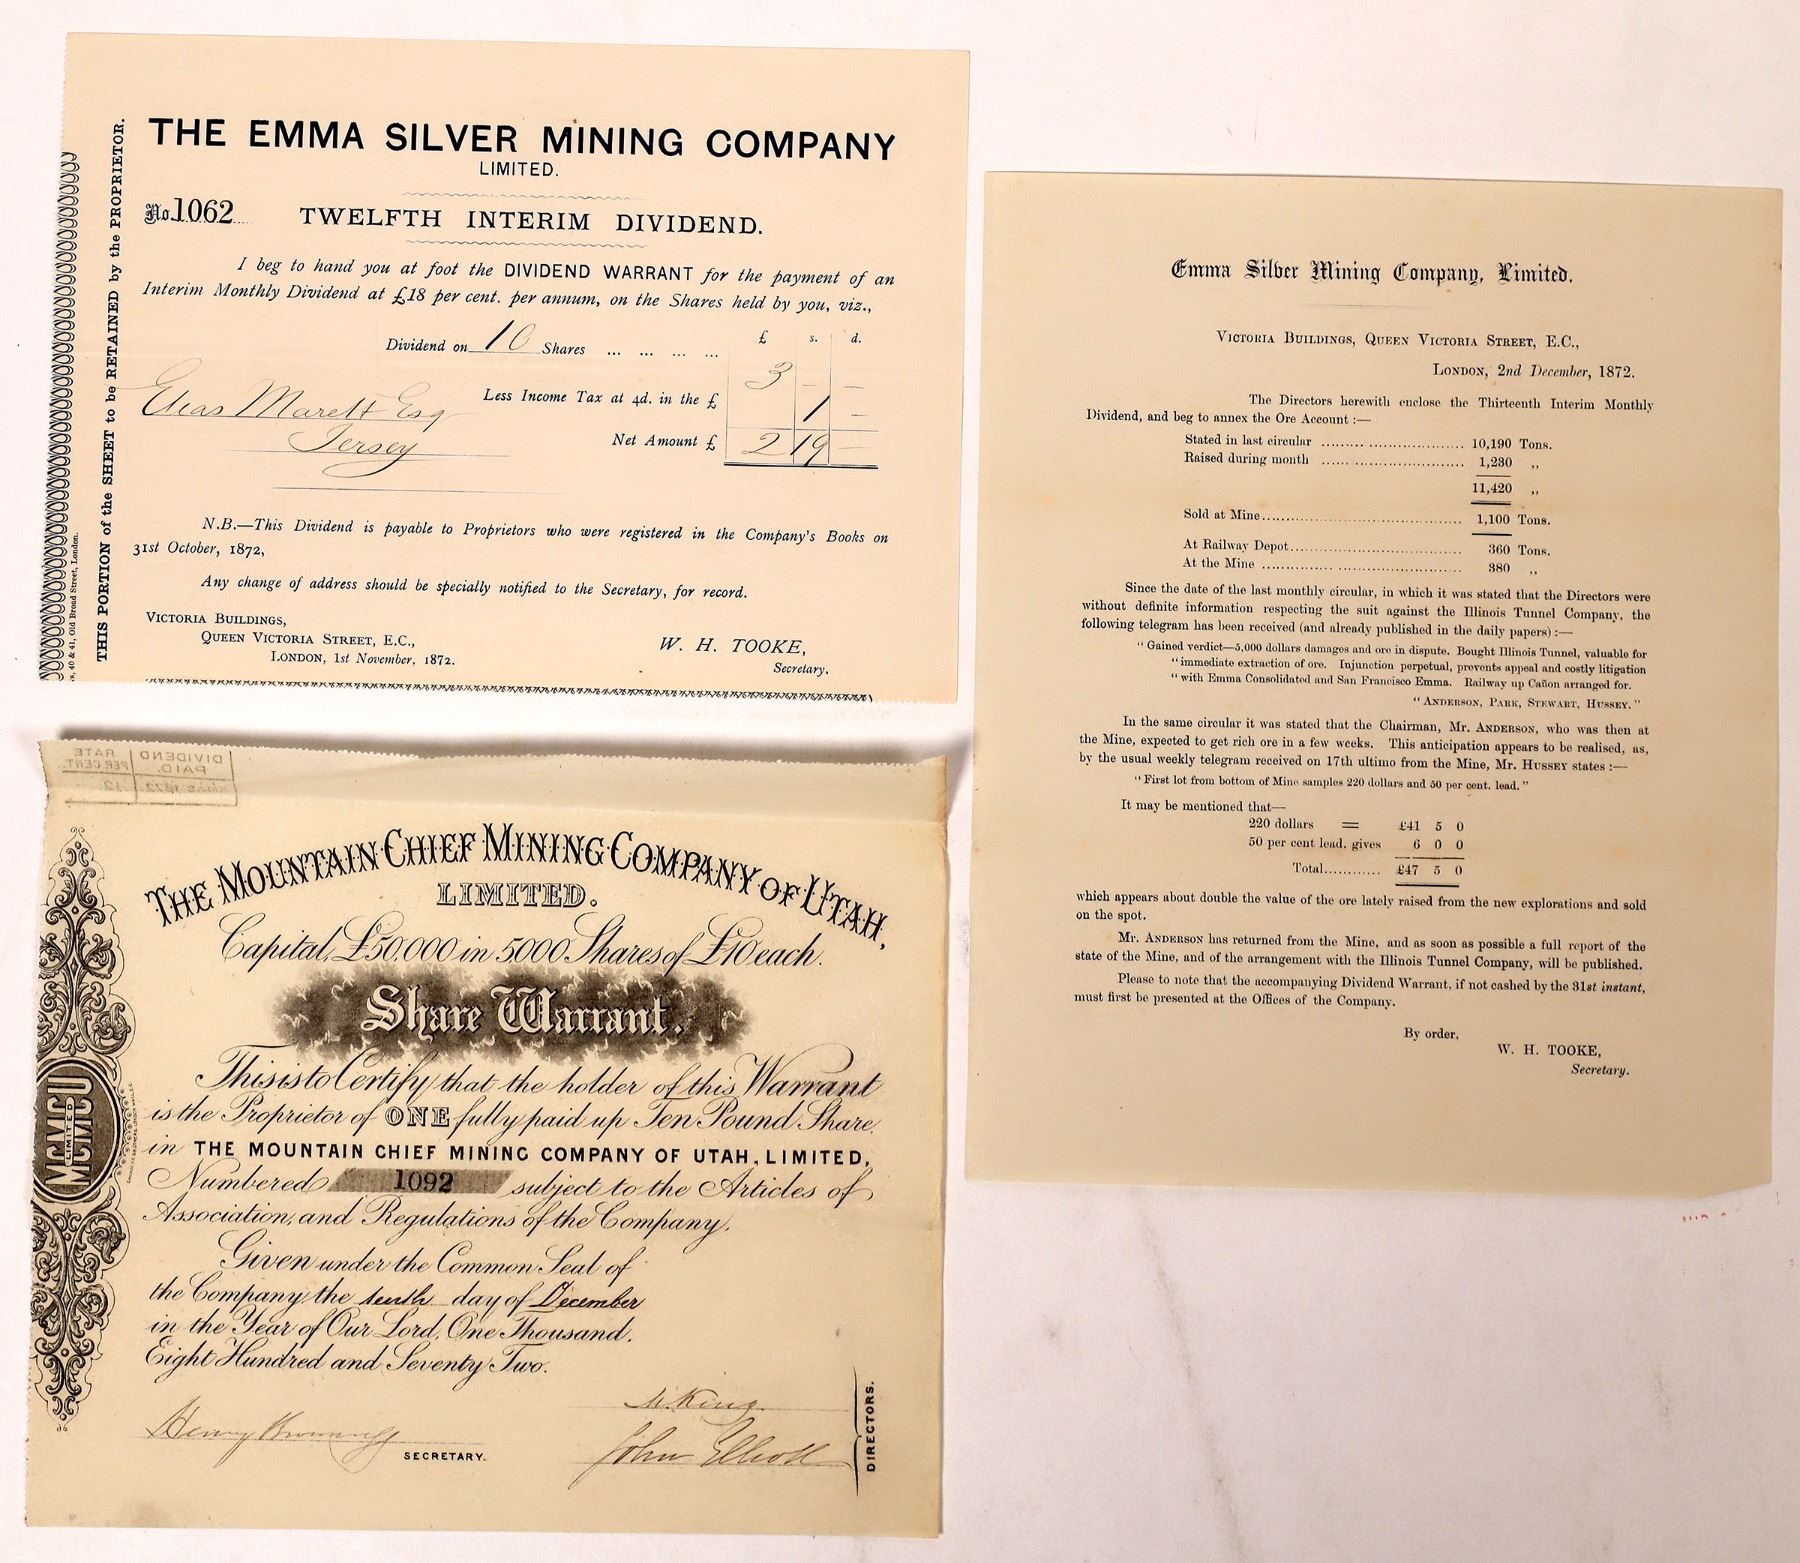 THE EMMA SILVER MINING COMPANY
LIMITED.
No. 1062
TWELFTH INTERIM DIVIDEND.
I beg to hand you at foot the DIVIDEND WARRANT for the payment of an
Interim Monthly Dividend at £18 per cent. per annum, on the Shares held by you, viz.,
£ s. d.
Dividend on 10 Shares ... ... ... ... 3 – –
Elias Marett Esq
Less Income Tax at 4d. in the £ 1 –
Jersey
Net Amount £ 2 19 –
N.B.—This Dividend is payable to Proprietors who were registered in the Company's Books on
31st October, 1872,
Any change of address should be specially notified to the Secretary, for record.
VICTORIA BUILDINGS,
QUEEN VICTORIA STREET, E.C.,
LONDON, 1st November, 1872.
W. H. TOOKE,
Secretary.
THIS PORTION of the SHEET to be RETAINED by the PROPRIETOR.
40 & 41, Old Broad Street, London.
Emma Silver Mining Company, Limited.
VICTORIA BUILDINGS, QUEEN VICTORIA STREET, E.C.,
LONDON, 2nd December, 1872.
The Directors herewith enclose the Thirteenth Interim Monthly
Dividend, and beg to annex the Ore Account :—
Stated in last circular ........................... 10,190 Tons.
Raised during month ........................... 1,230 ,,
11,420 ,,
Sold at Mine........................................ 1,100 Tons.
At Railway Depot................................... 360 Tons.
At the Mine ........................................ 380 ,,
Since the date of the last monthly circular, in which it was stated that the Directors were
without definite information respecting the suit against the Illinois Tunnel Company, the
following telegram has been received (and already published in the daily papers) :—
"Gained verdict—5,000 dollars damages and ore in dispute. Bought Illinois Tunnel, valuable for
"immediate extraction of ore. Injunction perpetual, prevents appeal and costly litigation
"with Emma Consolidated and San Francisco Emma. Railway up Cañon arranged for.
"ANDERSON, PARK, STEWART, HUSSEY."
In the same circular it was stated that the Chairman, Mr. ANDERSON, who was then at
the Mine, expected to get rich ore in a few weeks. This anticipation appears to be realised, as,
by the usual weekly telegram received on 17th ultimo from the Mine, Mr. HUSSEY states :—
"First lot from bottom of Mine samples 220 dollars and 50 per cent. lead."
It may be mentioned that—
220 dollars = £41 5 0
50 per cent lead. gives 6 0 0
Total............ £47 5 0
which appears about double the value of the ore lately raised from the new explorations and sold
on the spot.
Mr. ANDERSON has returned from the Mine, and as soon as possible a full report of the
state of the Mine, and of the arrangement with the Illinois Tunnel Company, will be published.
Please to note that the accompanying Dividend Warrant, if not cashed by the 31st instant,
must first be presented at the Offices of the Company.
By order,
W. H. TOOKE,
Secretary.
DIVIDEND PAID. RATE PER CENT.
XMAS 1872 12
THE MOUNTAIN CHIEF MINING COMPANY OF UTAH,
LIMITED.
Capital, £50,000 in 5000 Shares of £10 each.
Share Warrant.
This is to Certify that the holder of this Warrant
is the Proprietor of ONE fully paid up Ten Pound Share
in THE MOUNTAIN CHIEF MINING COMPANY OF UTAH, LIMITED,
Numbered 1092 subject to the Articles of
Association, and Regulations of the Company.
Given under the Common Seal of
the Company, the tenth day of December
in the Year of Our Lord, One Thousand.
Eight Hundred and Seventy Two.
King
John Elliott
SECRETARY.
DIRECTORS.
MCMCU
LIMITED